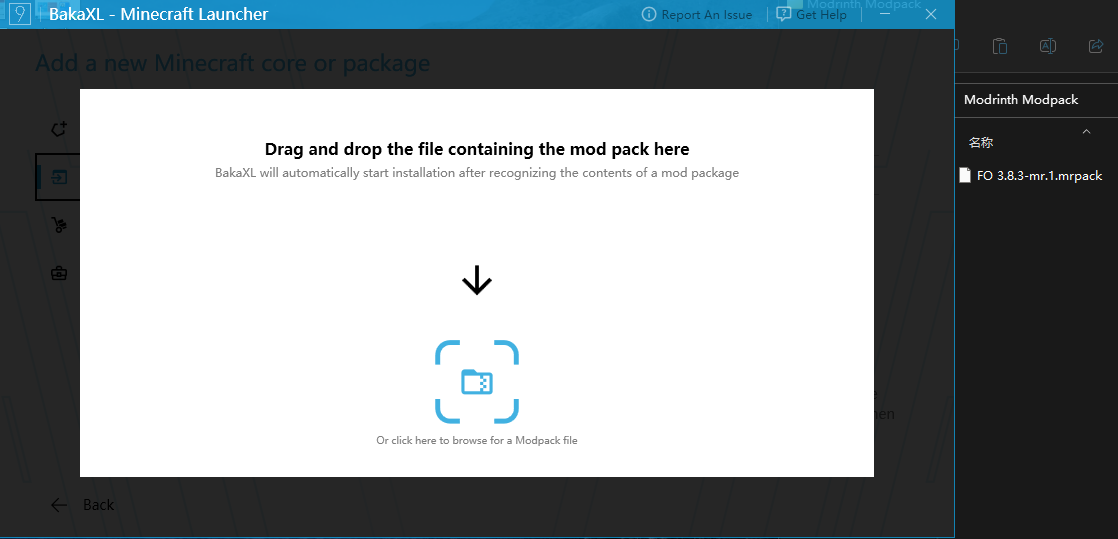 BakaXL - Minecraft Launcher
Report An Issue
Get Help
Modrinth Modpack
Add a new Minecraft core or package
Modrinth Modpack
Drag and drop the file containing the mod pack here
BakaXL will automatically start installation after recognizing the contents of a mod package
名称
FO 3.8.3-mr.1.mrpack
Or click here to browse for a Modpack file
Back